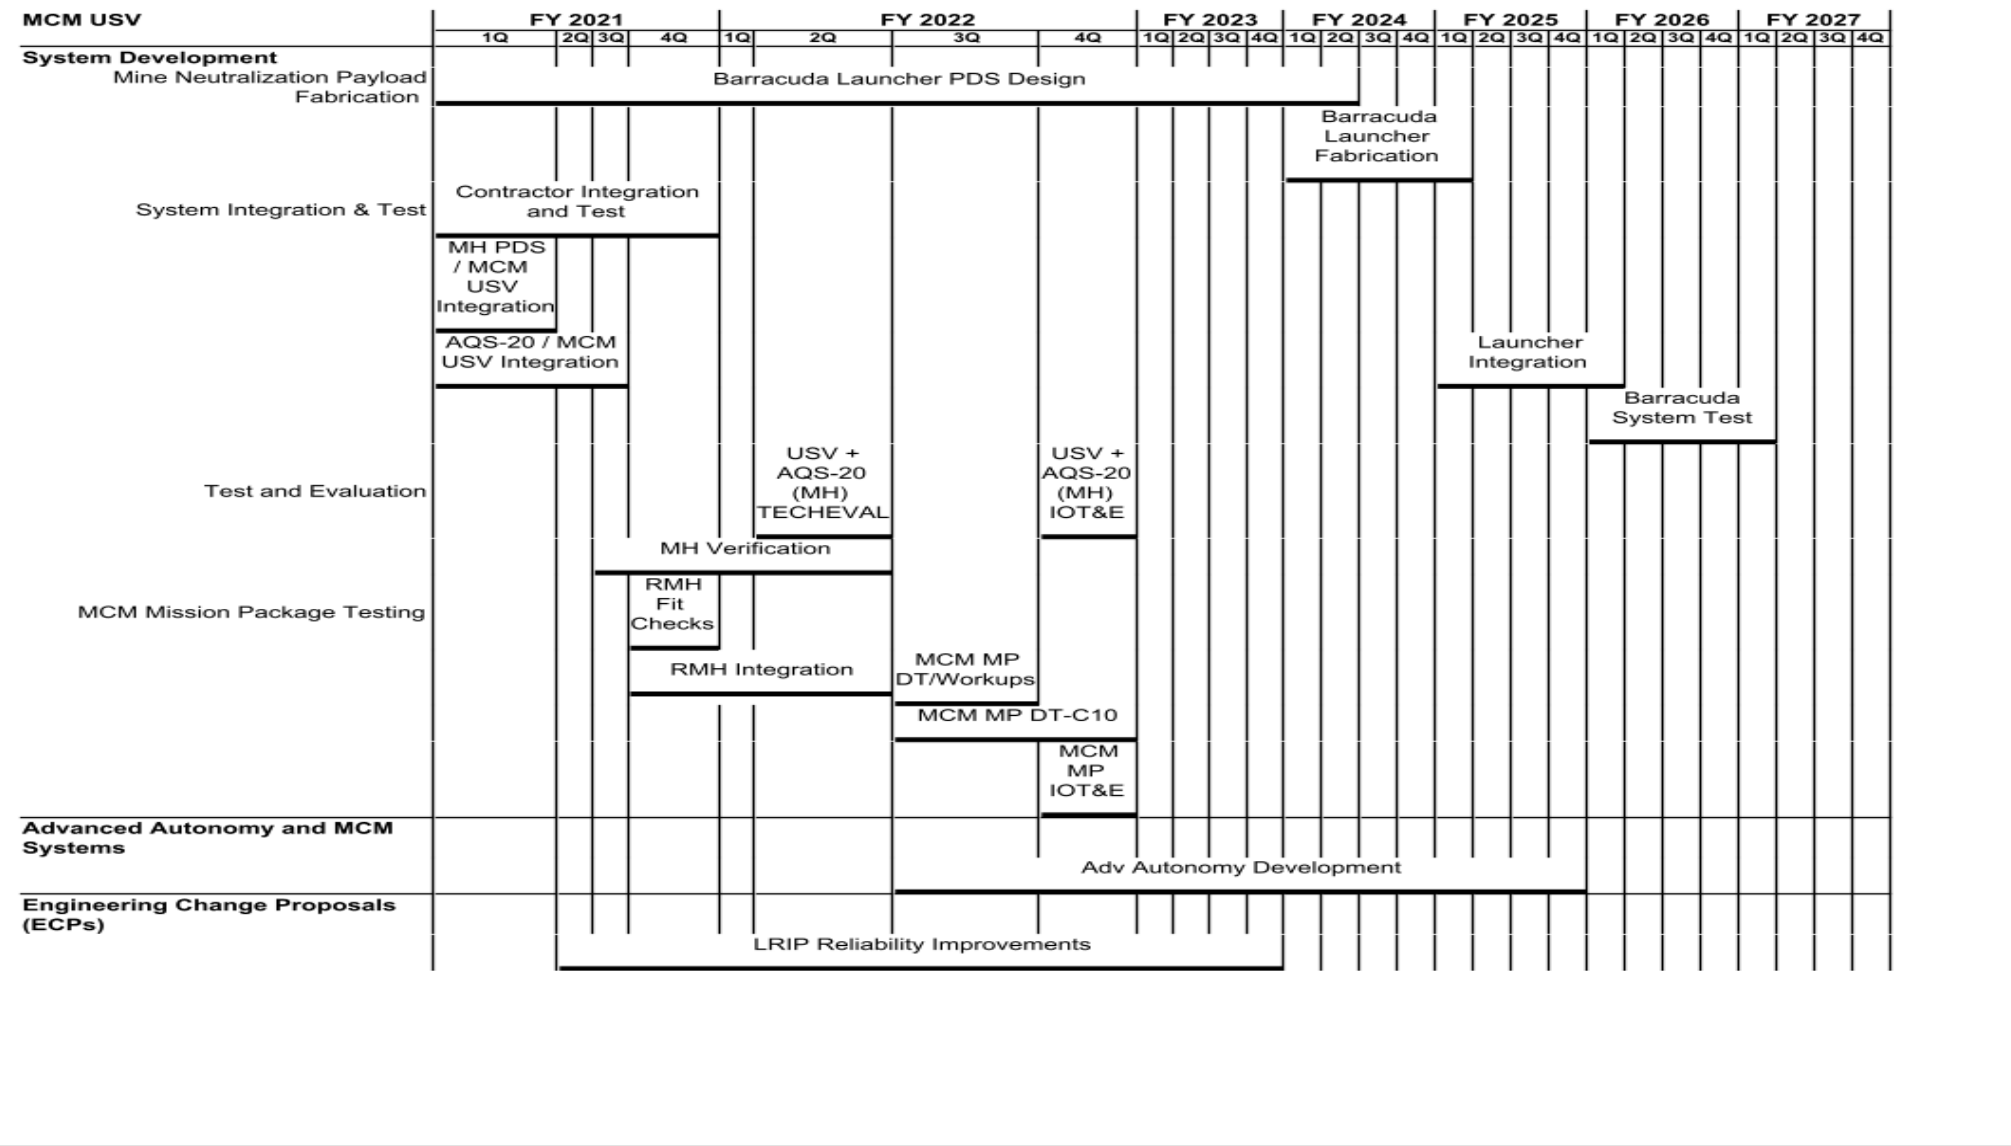 MCM USV FY 2021 FY 2022 FY 2023 FY 2024 FY 2025 FY 2026 FY 2027
1Q 2Q 3Q 4Q 1Q 2Q 3Q 4Q 1Q 2Q 3Q 4Q 1Q 2Q 3Q 4Q 1Q 2Q 3Q 4Q 1Q 2Q 3Q 4Q 1Q 2Q 3Q 4Q
System Development
Mine Neutralization Payload
Fabrication
Barracuda Launcher PDS Design
Barracuda
Launcher
Fabrication
System Integration & Test
Contractor Integration
and Test
MH PDS
/ MCM
USV
Integration
AQS-20 / MCM
USV Integration
Launcher
Integration
Barracuda
System Test
Test and Evaluation
USV +
AQS-20
(MH)
TECHEVAL
USV +
AQS-20
(MH)
IOT&E
MH Verification
MCM Mission Package Testing
RMH
Fit
Checks
RMH Integration
MCM MP
DT/Workups
MCM MP DT-C10
MCM
MP
IOT&E
Advanced Autonomy and MCM
Systems
Adv Autonomy Development
Engineering Change Proposals
(ECPs)
LRIP Reliability Improvements